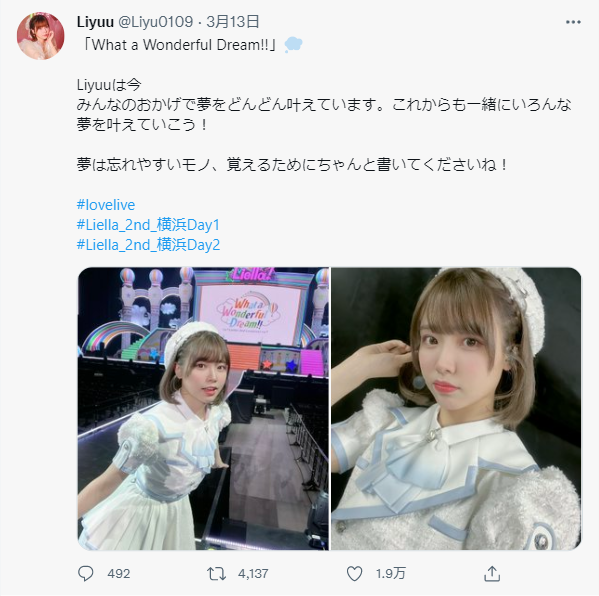 Liyuu @Liyu0109 · 3月13日
「What a Wonderful Dream!!」
Liyuuは今
みんなのおかげで夢をどんどん叶えています。これからも一緒にいろんな
夢を叶えていこう！
夢は忘れやすいモノ、覚えるためにちゃんと書いてくださいね！
#lovelive
#Liella_2nd_横浜Day1
#Liella_2nd_横浜Day2
Liella!
What a
Wonderful
Dream!!
492
4,137
1.9万